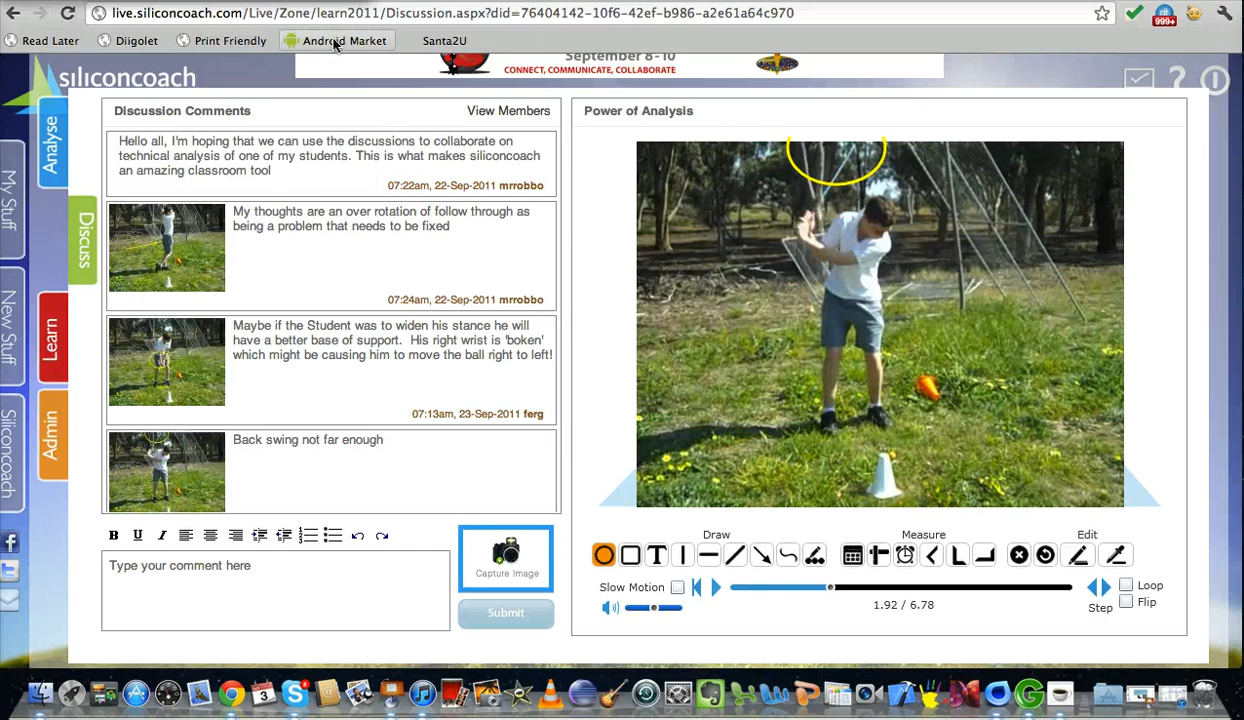 live.siliconcoach.com/Live/Zone/learn2011/Discussion.aspx?did=76404142-10f6-42ef-b986-a2e61a64c970
999+
Read Later
Diigolet
Print Friendly
Android Market
Santa2U
September 8-10
CONNECT, COMMUNICATE, COLLABORATE
siliconcoach
?
Analyse
My Stuff
Discuss
New Stuff
Learn
Siliconcoach
Admin
Discussion Comments
View Members
Hello all, I'm hoping that we can use the discussions to collaborate on
technical analysis of one of my students. This is what makes siliconcoach
an amazing classroom tool
07:22am, 22-Sep-2011 mrrobbo
My thoughts are an over rotation of follow through as
being a problem that needs to be fixed
07:24am, 22-Sep-2011 mrrobbo
Maybe if the Student was to widen his stance he will
have a better base of support.  His right wrist is 'boken'
which might be causing him to move the ball right to left!
07:13am, 23-Sep-2011 ferg
Back swing not far enough
B U I
Type your comment here
Capture Image
Submit
Power of Analysis
Draw
Measure
Edit
T
Slow Motion
Loop
1.92 / 6.78
Step
Flip